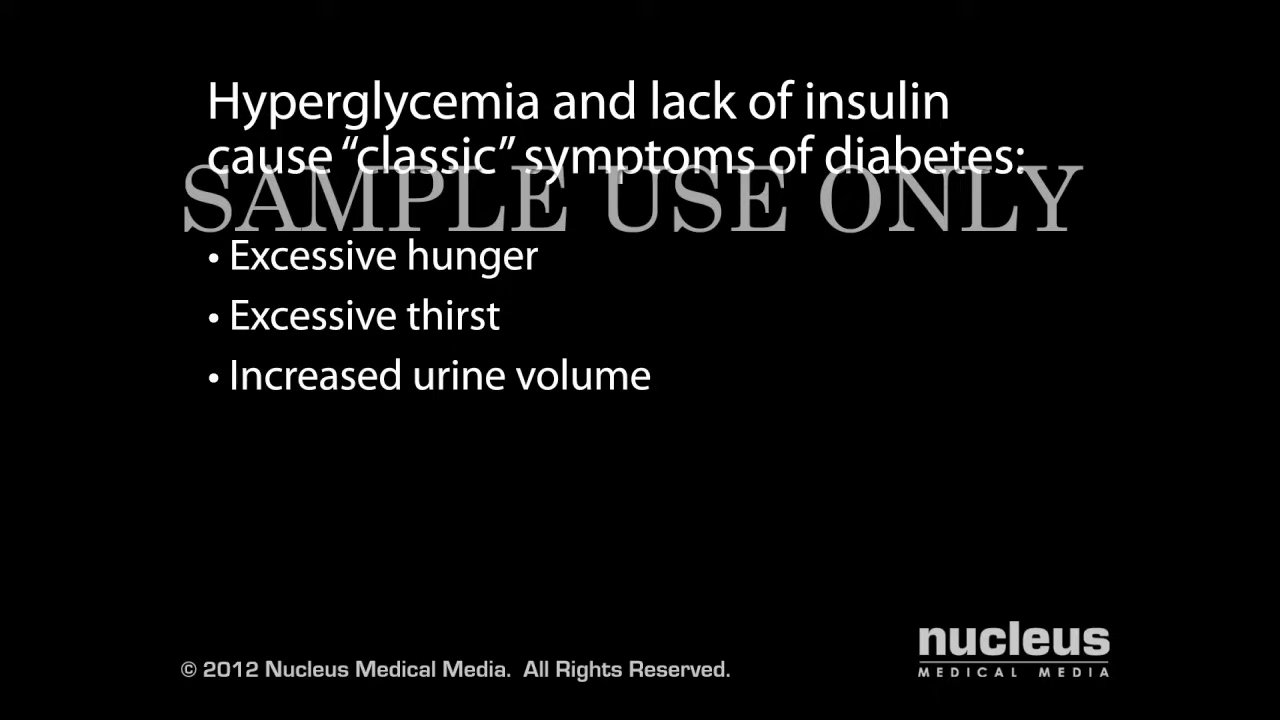 Hyperglycemia and lack of insulin
cause “classic” symptoms of diabetes:
SAMPLE USE ONLY
• Excessive hunger
• Excessive thirst
• Increased urine volume
nucleus
MEDICAL MEDIA
© 2012 Nucleus Medical Media. All Rights Reserved.